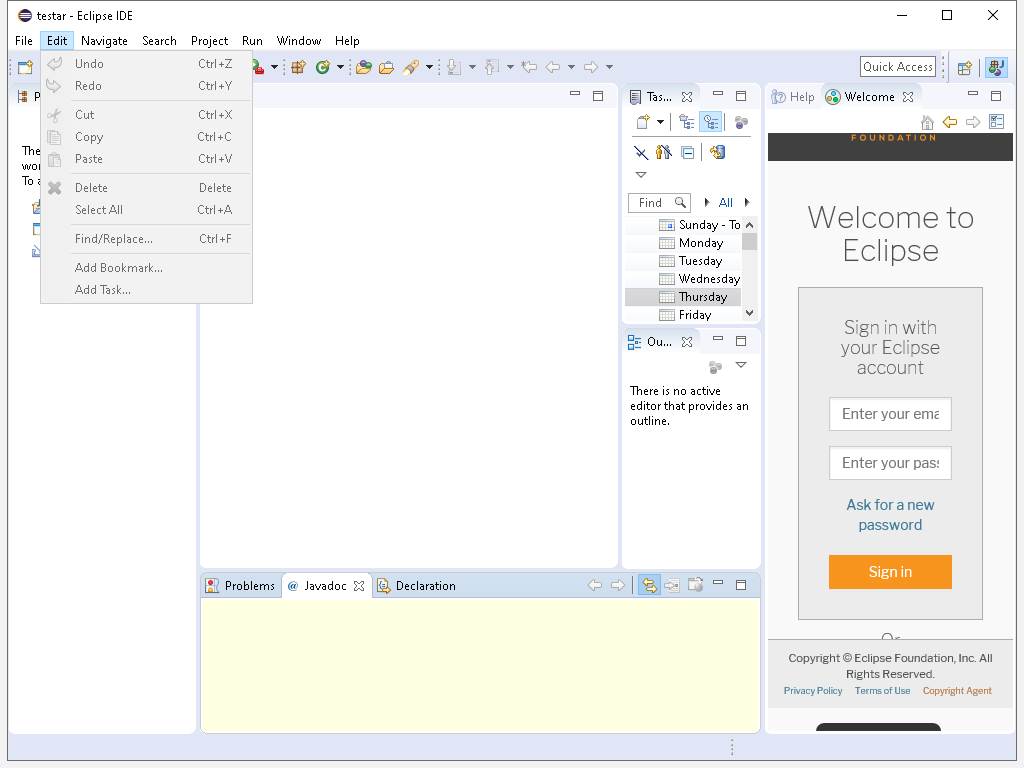 testar - Eclipse IDE
File Edit Navigate Search Project Run Window Help
Undo Ctrl+Z
Redo Ctrl+Y
Cut Ctrl+X
Copy Ctrl+C
Paste Ctrl+V
Delete Delete
Select All Ctrl+A
Find/Replace... Ctrl+F
Add Bookmark...
Add Task...
Quick Access
Tas...
Find
All
Sunday - To
Monday
Tuesday
Wednesday
Thursday
Friday
Ou...
There is no active
editor that provides an
outline.
Problems @ Javadoc Declaration
Help Welcome
FOUNDATION
Welcome to
Eclipse
Sign in with
your Eclipse
account
Enter your ema
Enter your pass
Ask for a new
password
Sign in
Or
Copyright © Eclipse Foundation, Inc. All
Rights Reserved.
Privacy Policy Terms of Use Copyright Agent